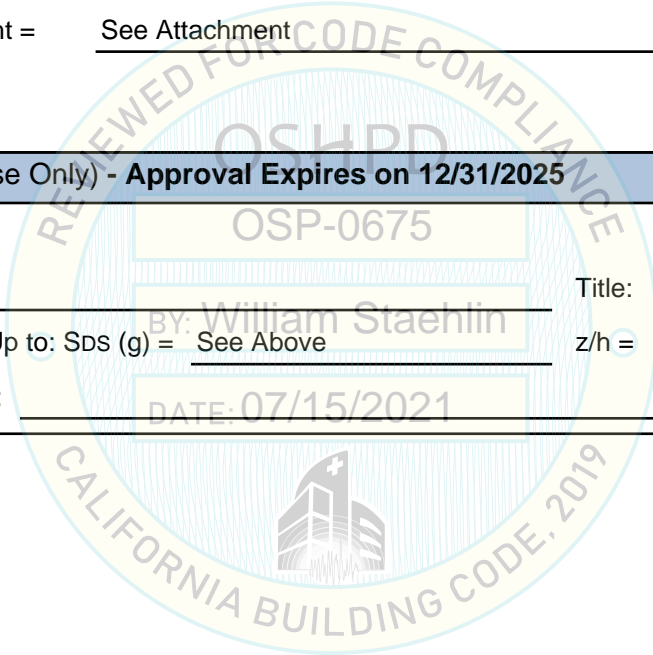 nt = See Attachment
REVIEWED FOR CODE COMPLIANCE
OSHPD
se Only) - Approval Expires on 12/31/2025
OSP-0675
Title:
BY: William Staehlin
Up to: SDS (g) = See Above z/h =
:
DATE: 07/15/2021
CALIFORNIA BUILDING CODE, 2019